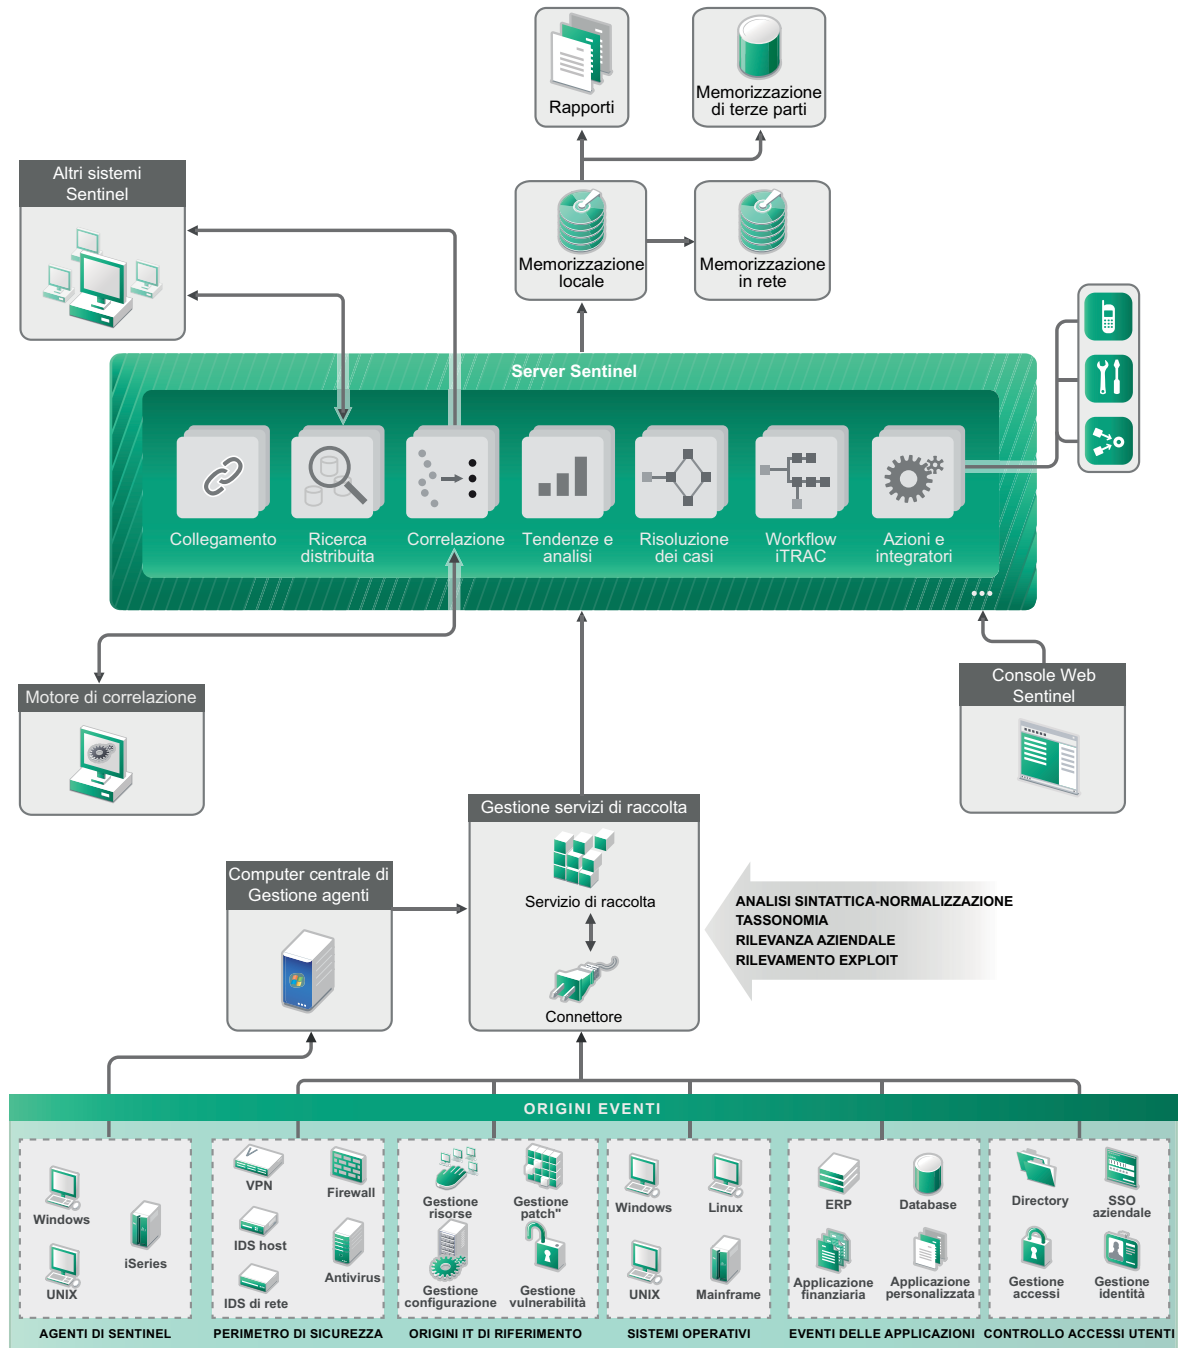 Rapporti
Memorizzazione
di terze parti
Altri sistemi
Sentinel
Memorizzazione
locale
Memorizzazione
in rete
Server Sentinel
Collegamento
Ricerca
distribuita
Correlazione
Tendenze e
analisi
Risoluzione
dei casi
Workflow
iTRAC
Azioni e
integratori
Motore di correlazione
Console Web
Sentinel
Gestione servizi di raccolta
Servizio di raccolta
Connettore
Computer centrale di
Gestione agenti
ANALISI SINTATTICA-NORMALIZZAZIONE
TASSONOMIA
RILEVANZA AZIENDALE
RILEVAMENTO EXPLOIT
ORIGINI EVENTI
Windows
iSeries
UNIX
AGENTI DI SENTINEL
V
VPN
Firewall
IDS host
Antivirus
IDS di rete
PERIMETRO DI SICUREZZA
Gestione
risorse
Gestione
patch"
Gestione
configurazione
Gestione
vulnerabilità
ORIGINI IT DI RIFERIMENTO
Windows
Linux
UNIX
Mainframe
SISTEMI OPERATIVI
ERP
Database
Applicazione
finanziaria
Applicazione
personalizzata
EVENTI DELLE APPLICAZIONI
Directory
SSO
aziendale
Gestione
accessi
Gestione
identità
CONTROLLO ACCESSI UTENTI